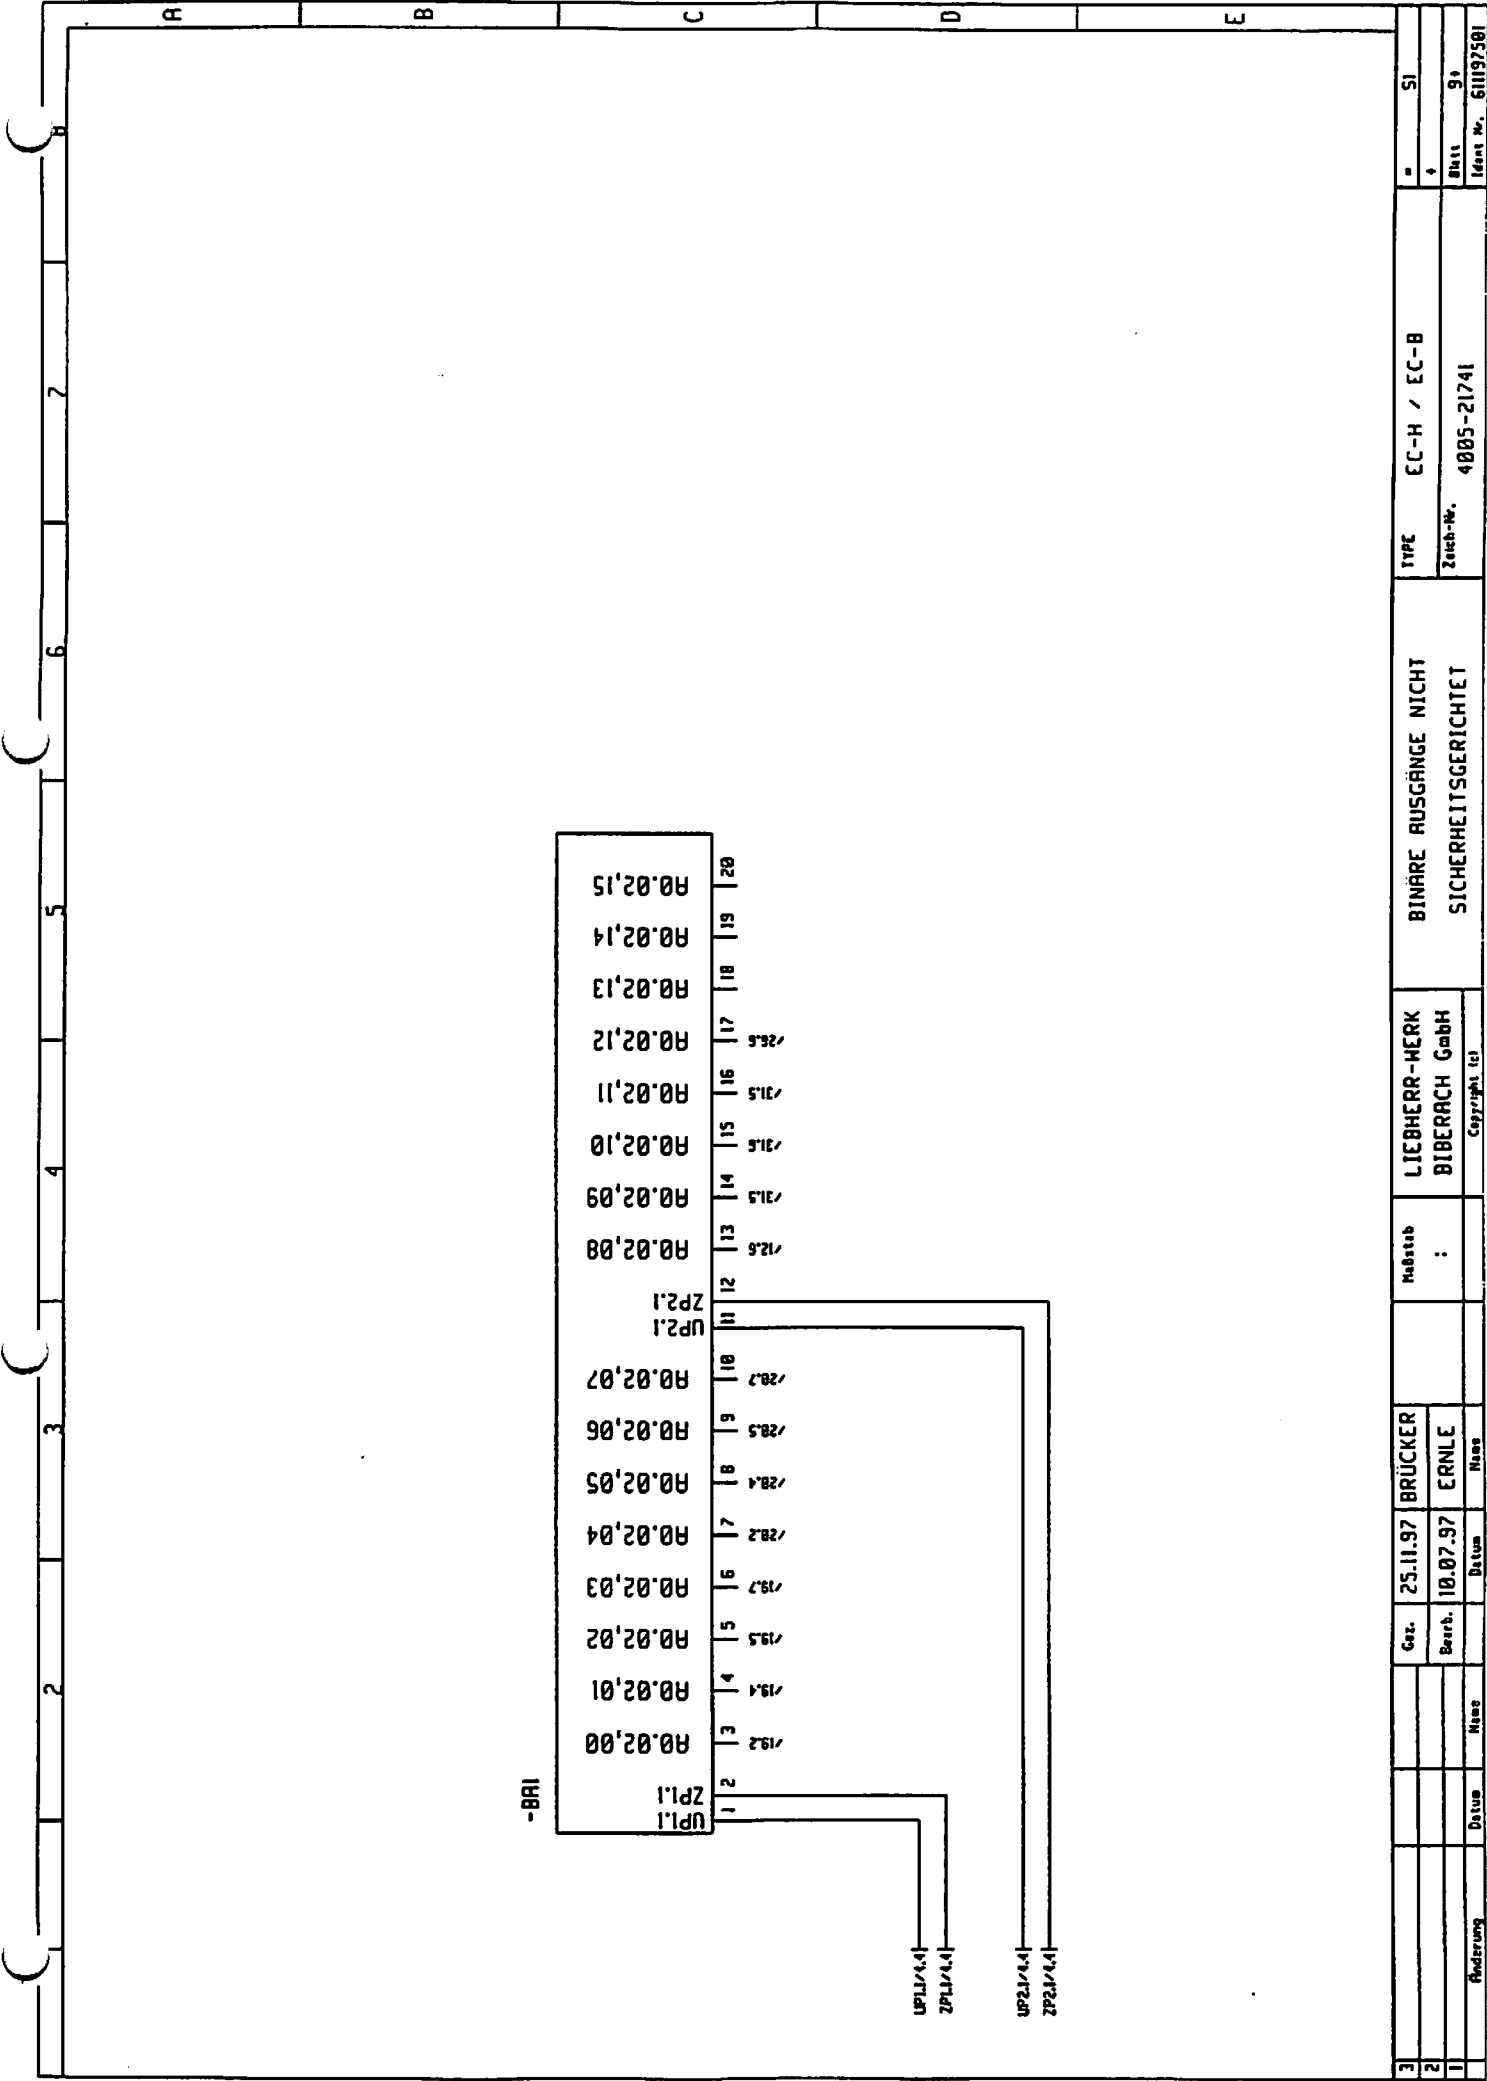 2
3
4
5
6
7
8
A
B
C
D
E
-BA1
UP1.1
ZP1.1
A0.02,00
A0.02,01
A0.02,02
A0.02,03
A0.02,04
A0.02,05
A0.02,06
A0.02,07
UP2.1
ZP2.1
A0.02,08
A0.02,09
A0.02,10
A0.02,11
A0.02,12
A0.02,13
A0.02,14
A0.02,15
1
2
3
4
5
6
7
8
9
10
11
12
13
14
15
16
17
18
19
20
/19.2
/19.4
/19.5
/19.7
/28.2
/28.4
/28.5
/28.7
/12.6
/31.5
/31.6
/31.5
/26.6
UP1.1/4.4
ZP1.1/4.4
UP2.1/4.4
ZP2.1/4.4
3
2
1
Änderung
Datum
Name
Gez. 25.11.97 BRÜCKER
Bearb. 10.07.97 ERNLE
Datum Name
Maßstab
:
LIEBHERR-WERK
BIBERACH GmbH
Copyright (c)
BINÄRE AUSGÄNGE NICHT
SICHERHEITSGERICHTET
TYPE EC-H / EC-B
Zeich-Nr.
4005-21741
= S1
+
Blatt 9+
Ident Nr. 611197501